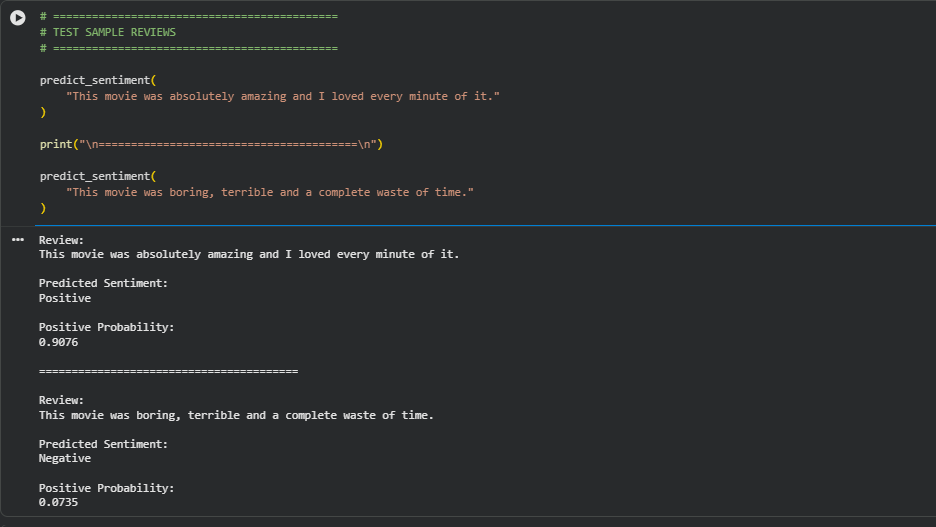 # ============================================
# TEST SAMPLE REVIEWS
# ============================================
predict_sentiment(
"This movie was absolutely amazing and I loved every minute of it."
)
print("\n========================================\n")
predict_sentiment(
"This movie was boring, terrible and a complete waste of time."
)
Review:
This movie was absolutely amazing and I loved every minute of it.
Predicted Sentiment:
Positive
Positive Probability:
0.9076
========================================
Review:
This movie was boring, terrible and a complete waste of time.
Predicted Sentiment:
Negative
Positive Probability:
0.0735